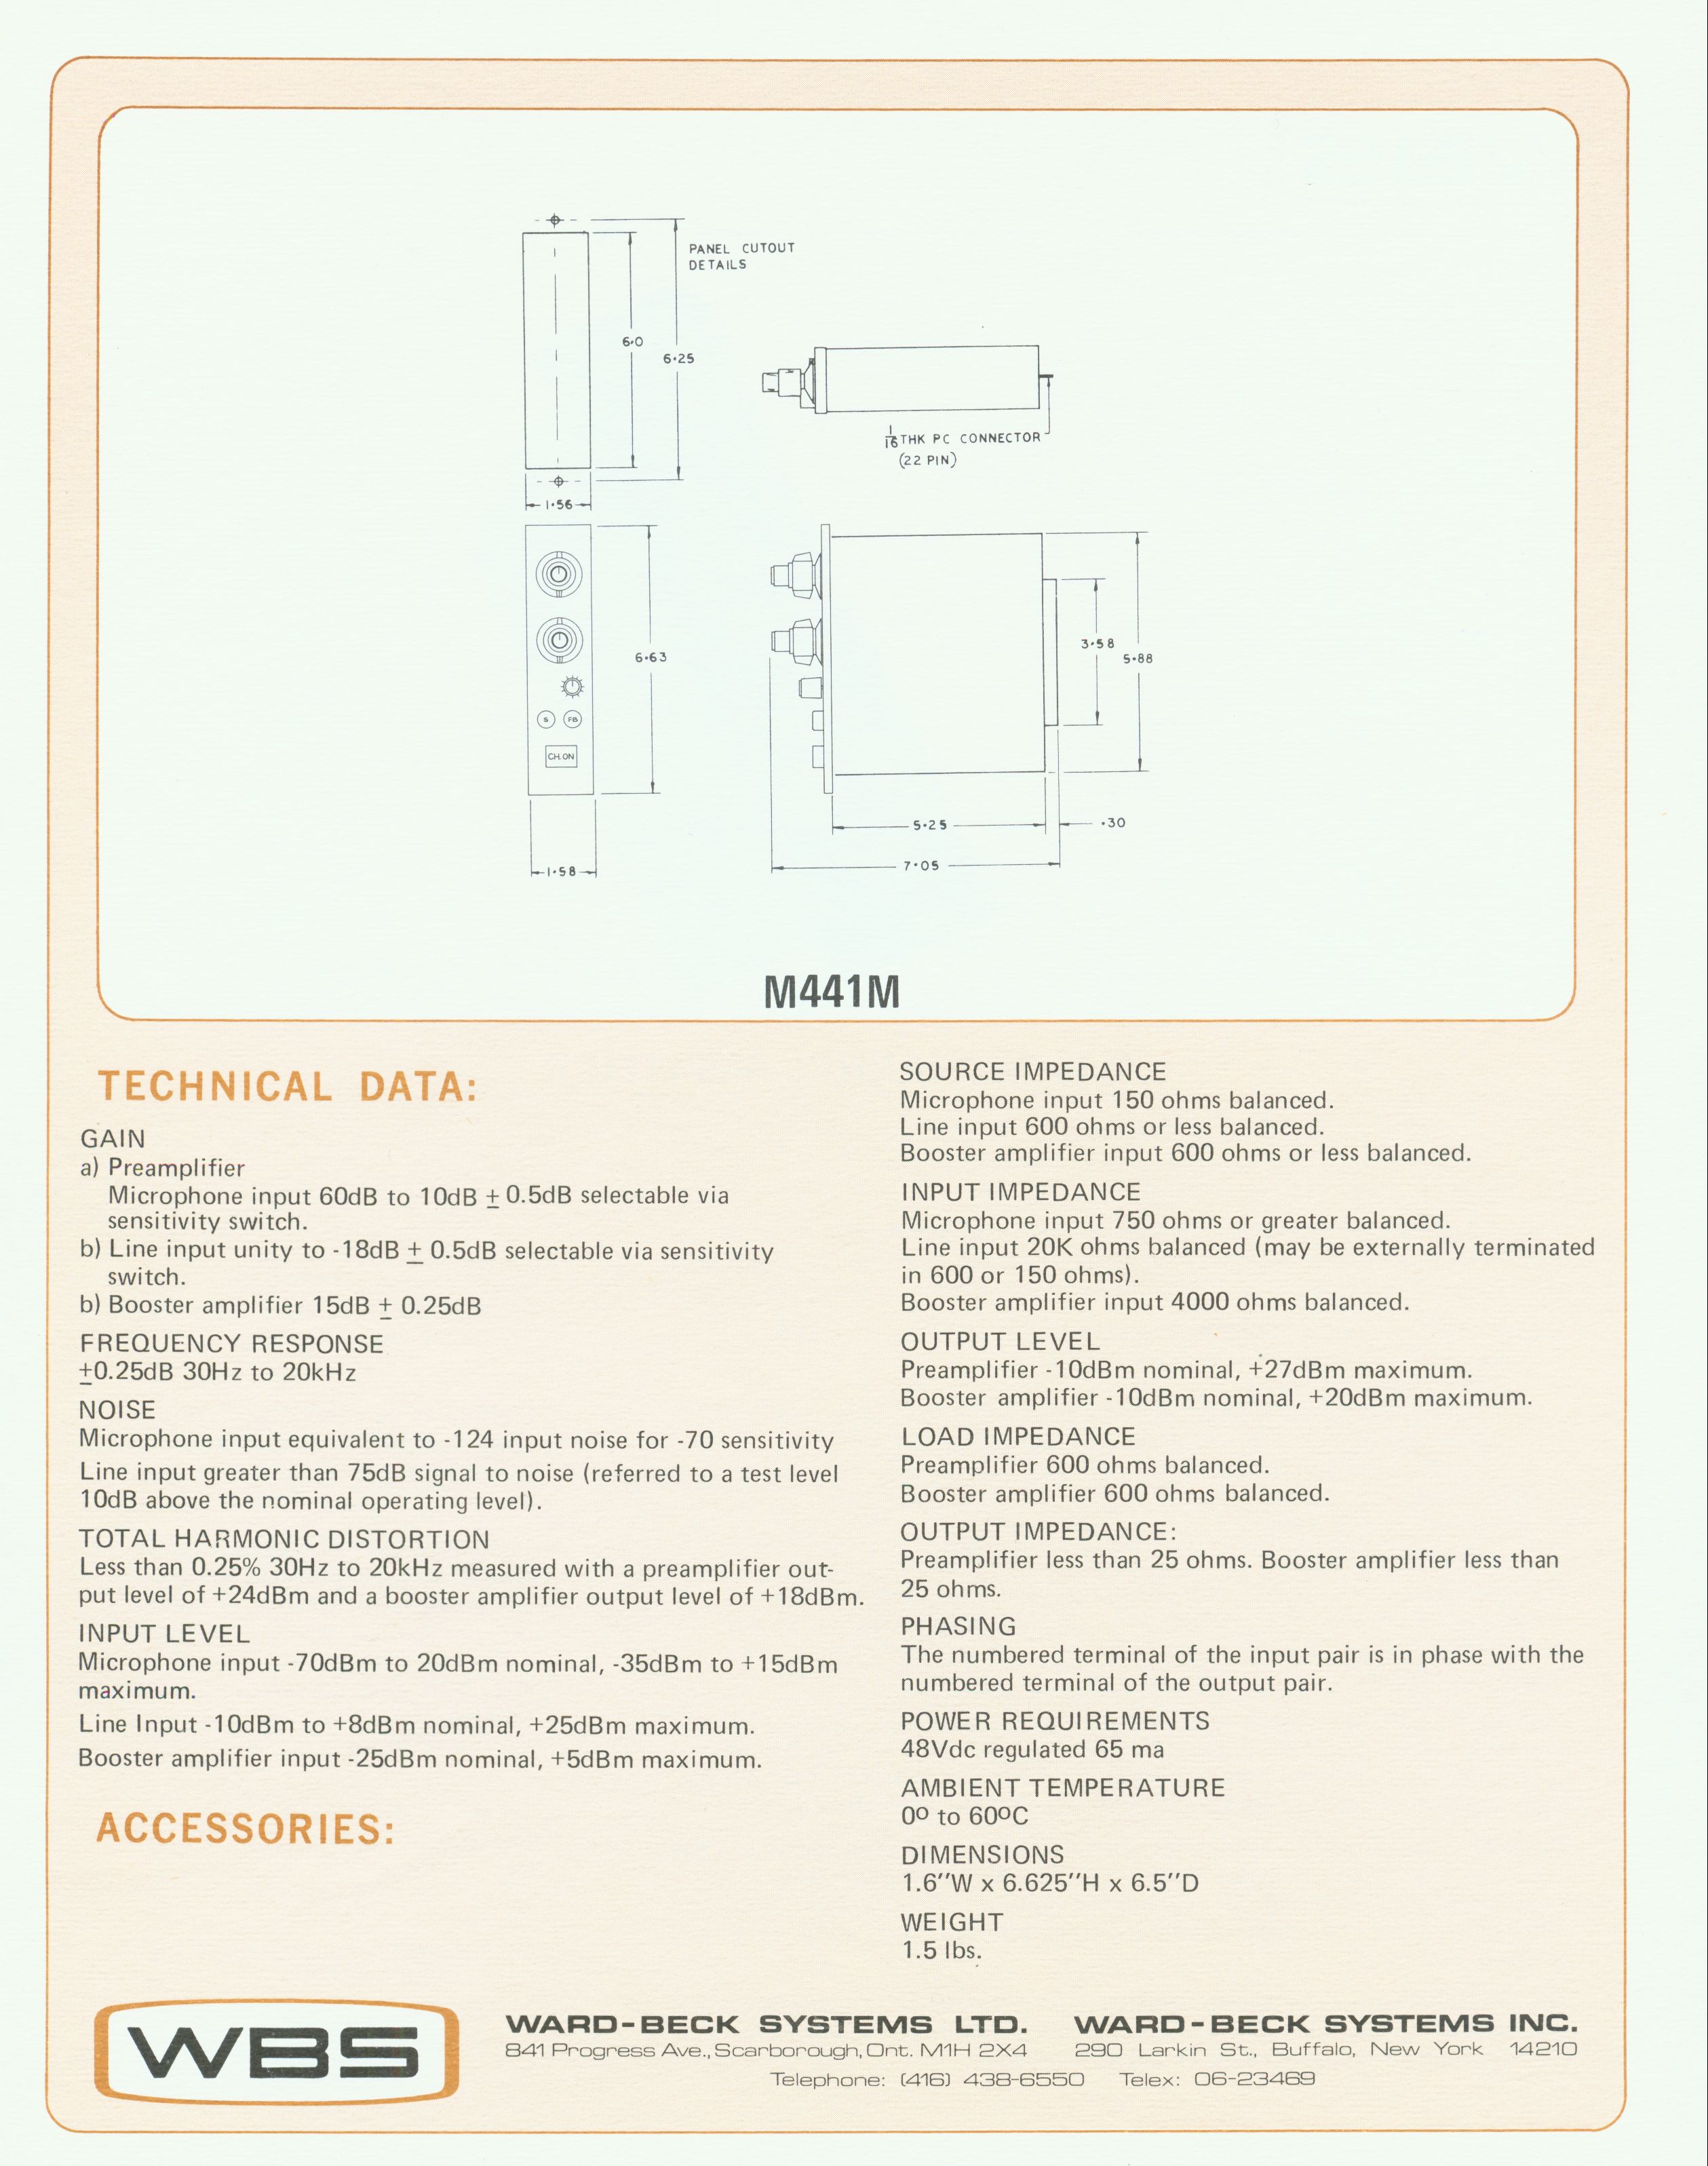 PANEL CUTOUT
DETAILS
6.0
6.25
1.56
1/16 THK PC CONNECTOR
(22 PIN)
6.63
S FB
CH.ON
1.58
3.58
5.88
5.25
.30
7.05
M441M
TECHNICAL DATA:
GAIN
a) Preamplifier
Microphone input 60dB to 10dB ± 0.5dB selectable via
sensitivity switch.
b) Line input unity to -18dB ± 0.5dB selectable via sensitivity
switch.
b) Booster amplifier 15dB ± 0.25dB
FREQUENCY RESPONSE
±0.25dB 30Hz to 20kHz
NOISE
Microphone input equivalent to -124 input noise for -70 sensitivity
Line input greater than 75dB signal to noise (referred to a test level
10dB above the nominal operating level).
TOTAL HARMONIC DISTORTION
Less than 0.25% 30Hz to 20kHz measured with a preamplifier out-
put level of +24dBm and a booster amplifier output level of +18dBm.
INPUT LEVEL
Microphone input -70dBm to 20dBm nominal, -35dBm to +15dBm
maximum.
Line Input -10dBm to +8dBm nominal, +25dBm maximum.
Booster amplifier input -25dBm nominal, +5dBm maximum.
ACCESSORIES:
SOURCE IMPEDANCE
Microphone input 150 ohms balanced.
Line input 600 ohms or less balanced.
Booster amplifier input 600 ohms or less balanced.
INPUT IMPEDANCE
Microphone input 750 ohms or greater balanced.
Line input 20K ohms balanced (may be externally terminated
in 600 or 150 ohms).
Booster amplifier input 4000 ohms balanced.
OUTPUT LEVEL
Preamplifier -10dBm nominal, +27dBm maximum.
Booster amplifier -10dBm nominal, +20dBm maximum.
LOAD IMPEDANCE
Preamplifier 600 ohms balanced.
Booster amplifier 600 ohms balanced.
OUTPUT IMPEDANCE:
Preamplifier less than 25 ohms. Booster amplifier less than
25 ohms.
PHASING
The numbered terminal of the input pair is in phase with the
numbered terminal of the output pair.
POWER REQUIREMENTS
48Vdc regulated 65 ma
AMBIENT TEMPERATURE
0º to 60ºC
DIMENSIONS
1.6"W x 6.625"H x 6.5"D
WEIGHT
1.5 lbs.
WBS
WARD-BECK SYSTEMS LTD. WARD-BECK SYSTEMS INC.
841 Progress Ave., Scarborough, Ont. M1H 2X4 290 Larkin St., Buffalo, New York 14210
Telephone: (416) 438-6550 Telex: 06-23469